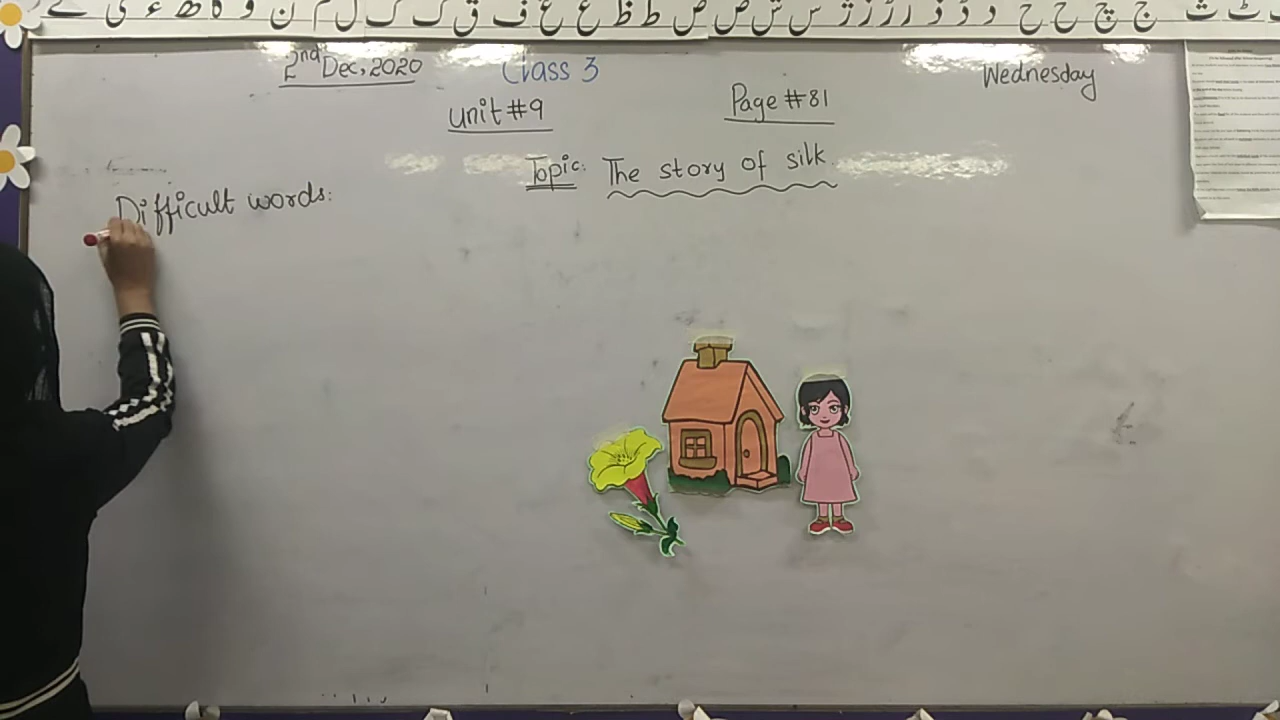 ث ج چ ح خ د ڈ ذ ر ڑ ز ژ س ش ص ض ط ظ ع غ ف ق ک گ ل م ن و ہ ھ ء ی ے
2nd Dec, 2020 Class 3 Wednesday
Unit #9 Page #81
Topic: The story of silk.
Difficult words: